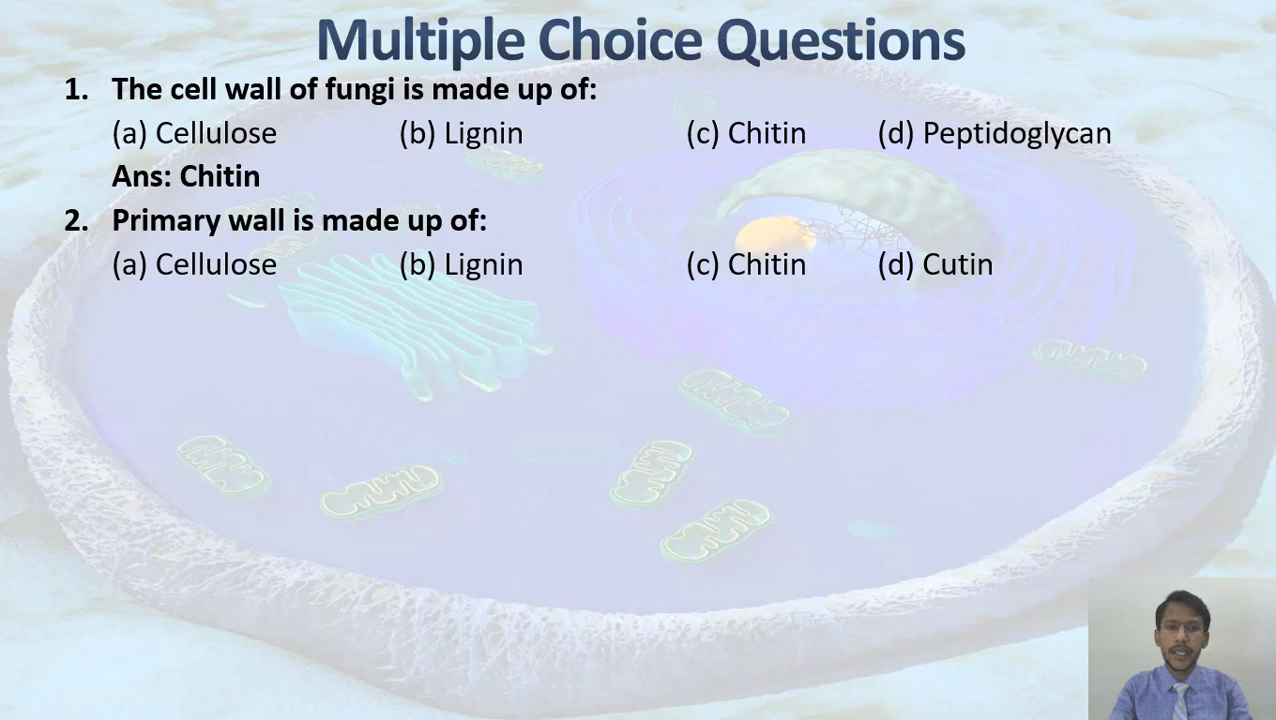 Multiple Choice Questions
1. The cell wall of fungi is made up of:
(a) Cellulose (b) Lignin (c) Chitin (d) Peptidoglycan
Ans: Chitin
2. Primary wall is made up of:
(a) Cellulose (b) Lignin (c) Chitin (d) Cutin